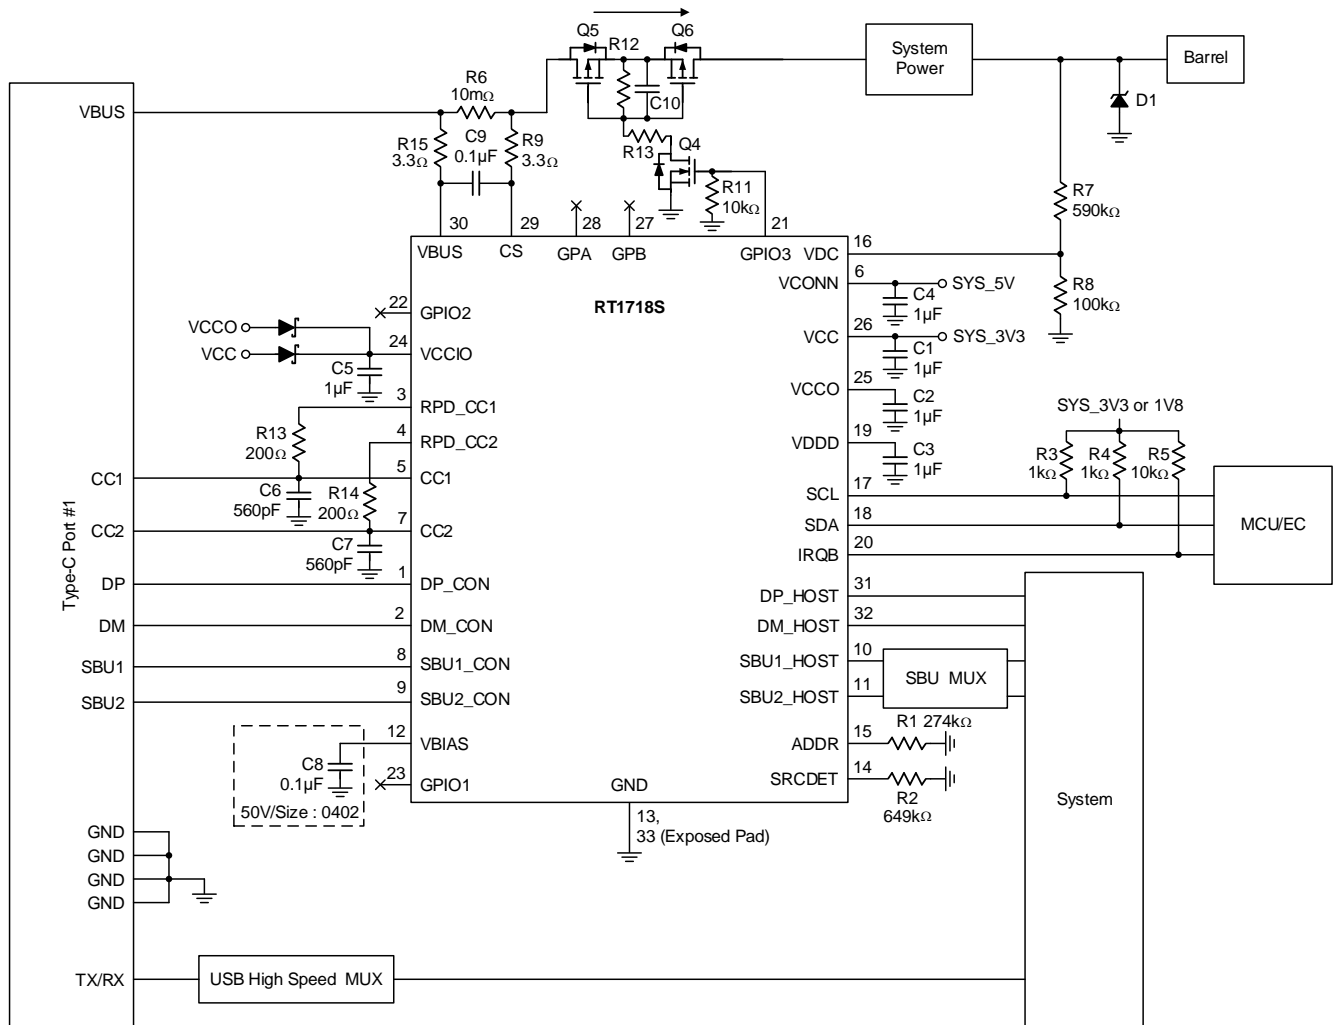 Q5
Q6
R12
C10
System
Power
Barrel
D1
VBUS
R6
10mΩ
R15
3.3Ω
C9
0.1µF
R9
3.3Ω
R13
Q4
R11
10kΩ
R7
590kΩ
R8
100kΩ
30
29
28
27
21
VBUS
CS
GPA
GPB
GPIO3
VDC
16
RT1718S
VCONN
6
SYS_5V
C4
1µF
VCC
26
SYS_3V3
C1
1µF
VCCO
25
C2
1µF
VDDD
19
C3
1µF
22
GPIO2
VCCO
VCC
24
VCCIO
C5
1µF
3
RPD_CC1
4
RPD_CC2
R13
200Ω
CC1
5
CC1
C6
560pF
R14
200Ω
CC2
7
CC2
C7
560pF
Type-C Port #1
DP
1
DP_CON
DM
2
DM_CON
SBU1
8
SBU1_CON
SBU2
9
SBU2_CON
12
VBIAS
C8
0.1µF
50V/Size : 0402
23
GPIO1
GND
13,
33 (Exposed Pad)
SYS_3V3 or 1V8
R3
1kΩ
R4
1kΩ
R5
10kΩ
SCL
17
SDA
18
IRQB
20
MCU/EC
DP_HOST
31
DM_HOST
32
SBU1_HOST
10
SBU2_HOST
11
SBU MUX
ADDR
15
R1 274kΩ
SRCDET
14
R2
649kΩ
System
GND
GND
GND
GND
TX/RX
USB High Speed MUX